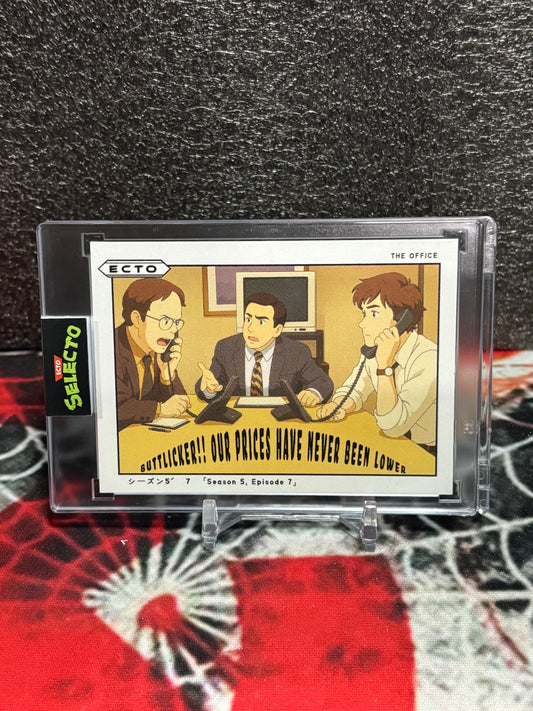 THE OFFICE
ECTO
ECTO
SELECTO
BUTTLICKER!! OUR PRICES HAVE NEVER BEEN LOWER
シーズン5′ 7 「Season 5, Episode 7」